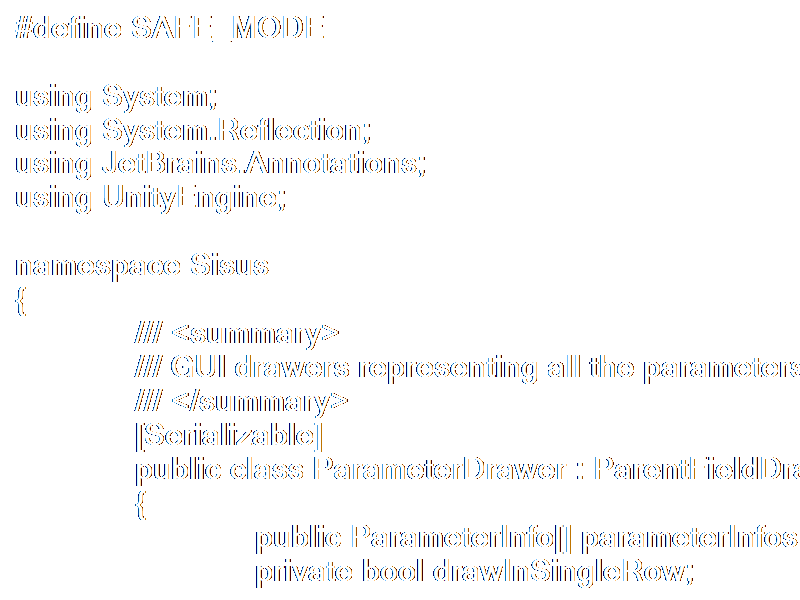 #define SAFE_MODE
using System;
using System.Reflection;
using JetBrains.Annotations;
using UnityEngine;
namespace Sisus
{
/// <summary>
/// GUI drawers representing all the parameters
/// </summary>
[Serializable]
public class ParameterDrawer : ParentFieldDra
{
public ParameterInfo[] parameterInfos
private bool drawInSingleRow;